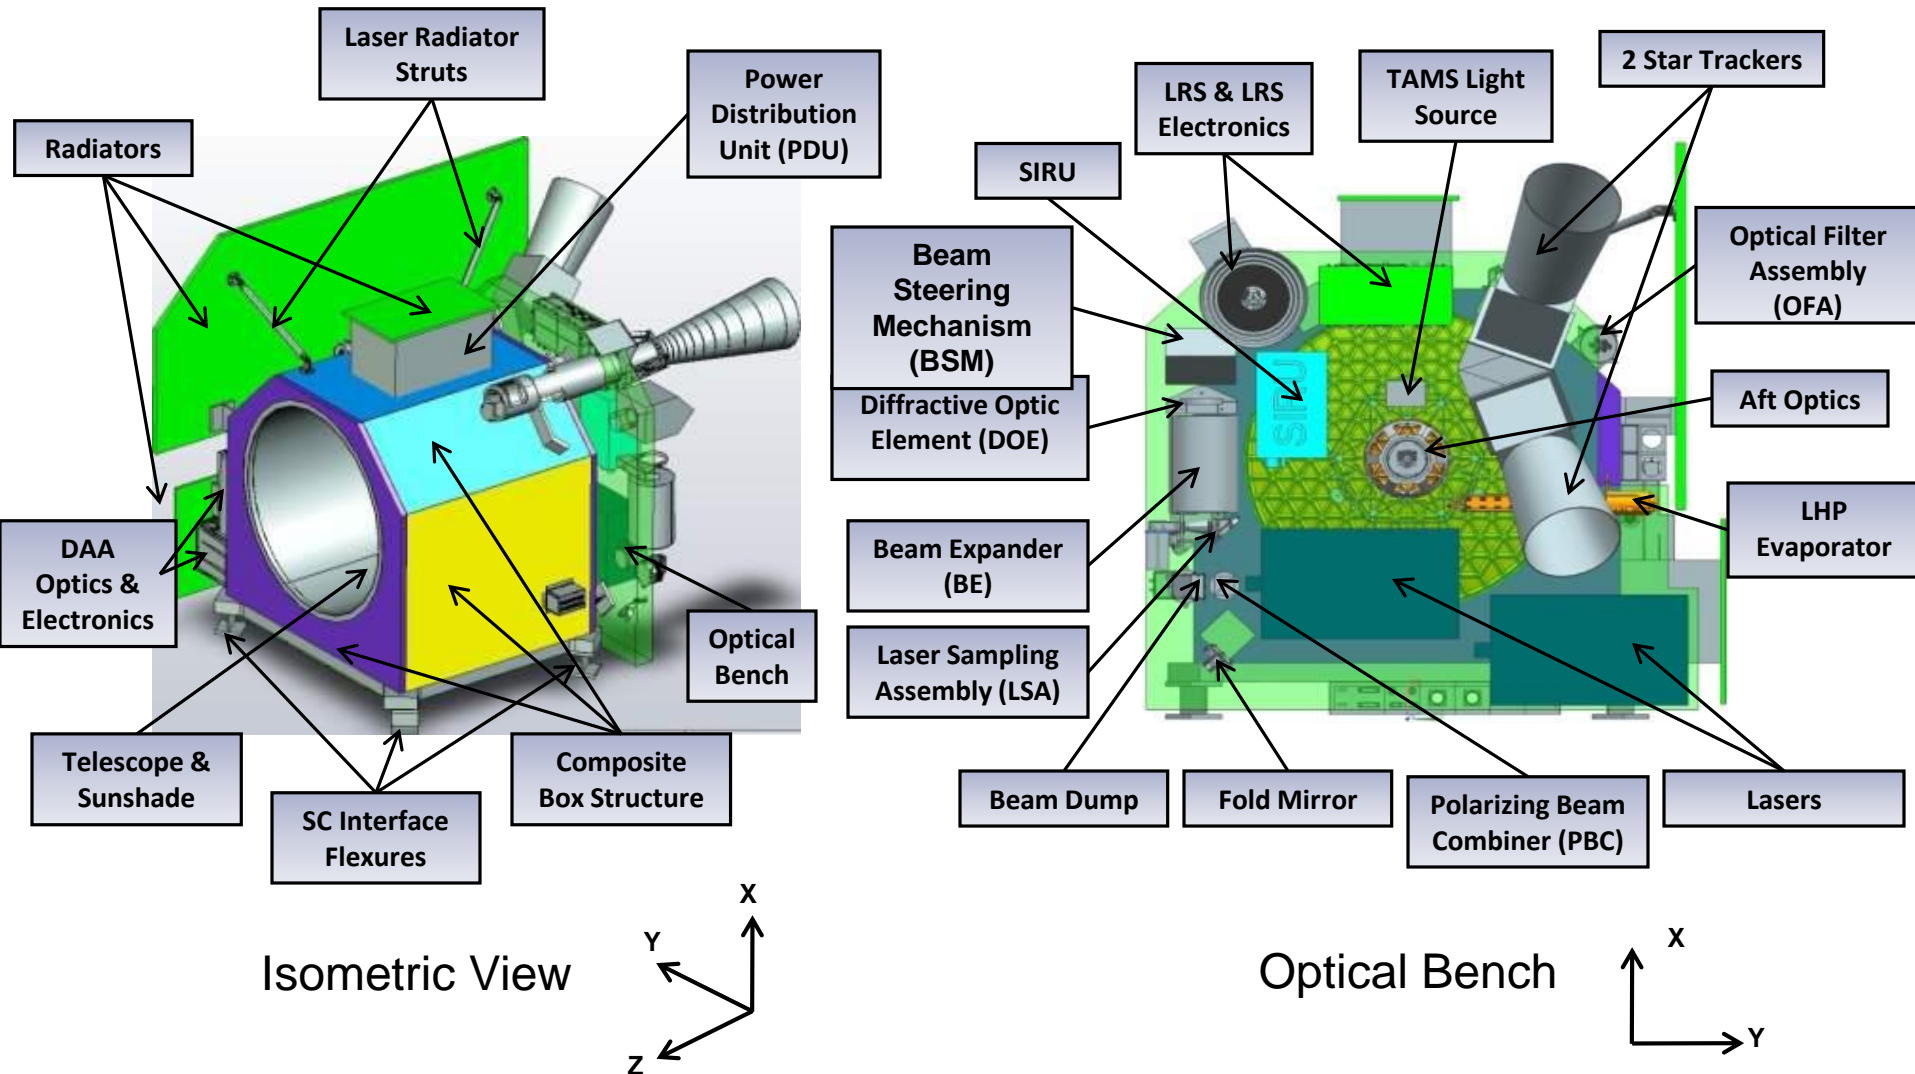 Laser Radiator
Struts
Power
Distribution
Unit (PDU)
Radiators
DAA
Optics &
Electronics
Optical
Bench
Telescope &
Sunshade
SC Interface
Flexures
Composite
Box Structure
X
Y
Z
Isometric View
2 Star Trackers
TAMS Light
Source
LRS & LRS
Electronics
SIRU
Beam
Steering
Mechanism
(BSM)
Optical Filter
Assembly
(OFA)
Diffractive Optic
Element (DOE)
Aft Optics
SIRU
Beam Expander
(BE)
LHP
Evaporator
Laser Sampling
Assembly (LSA)
Beam Dump
Fold Mirror
Polarizing Beam
Combiner (PBC)
Lasers
Optical Bench
X
Y